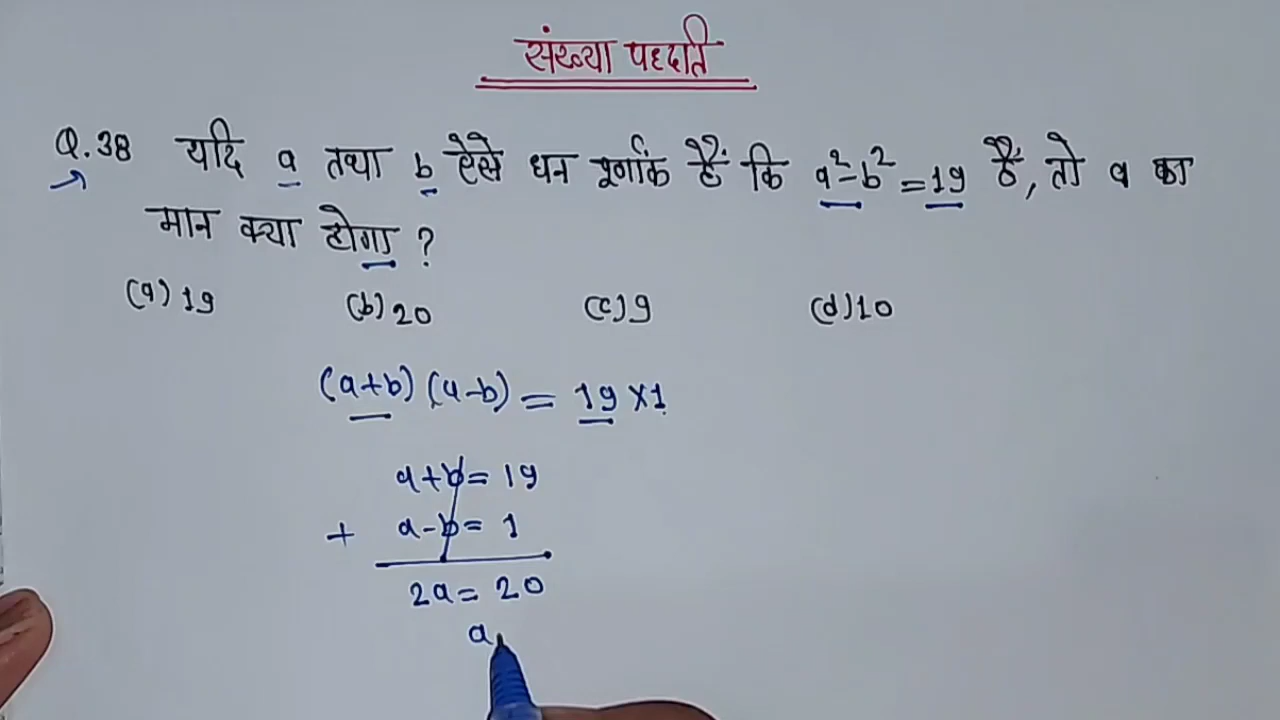 संख्या पद्दति
Q.38 यदि a तथा b ऐसे धन पूर्णांक हैं कि a²-b² = 19 हैं, तो a का
मान क्या होगा ?
(a) 19 (b) 20 (c) 9 (d) 10
(a+b) (a-b) = 19 x 1
a+b = 19
+ a-b = 1
2a = 20
a